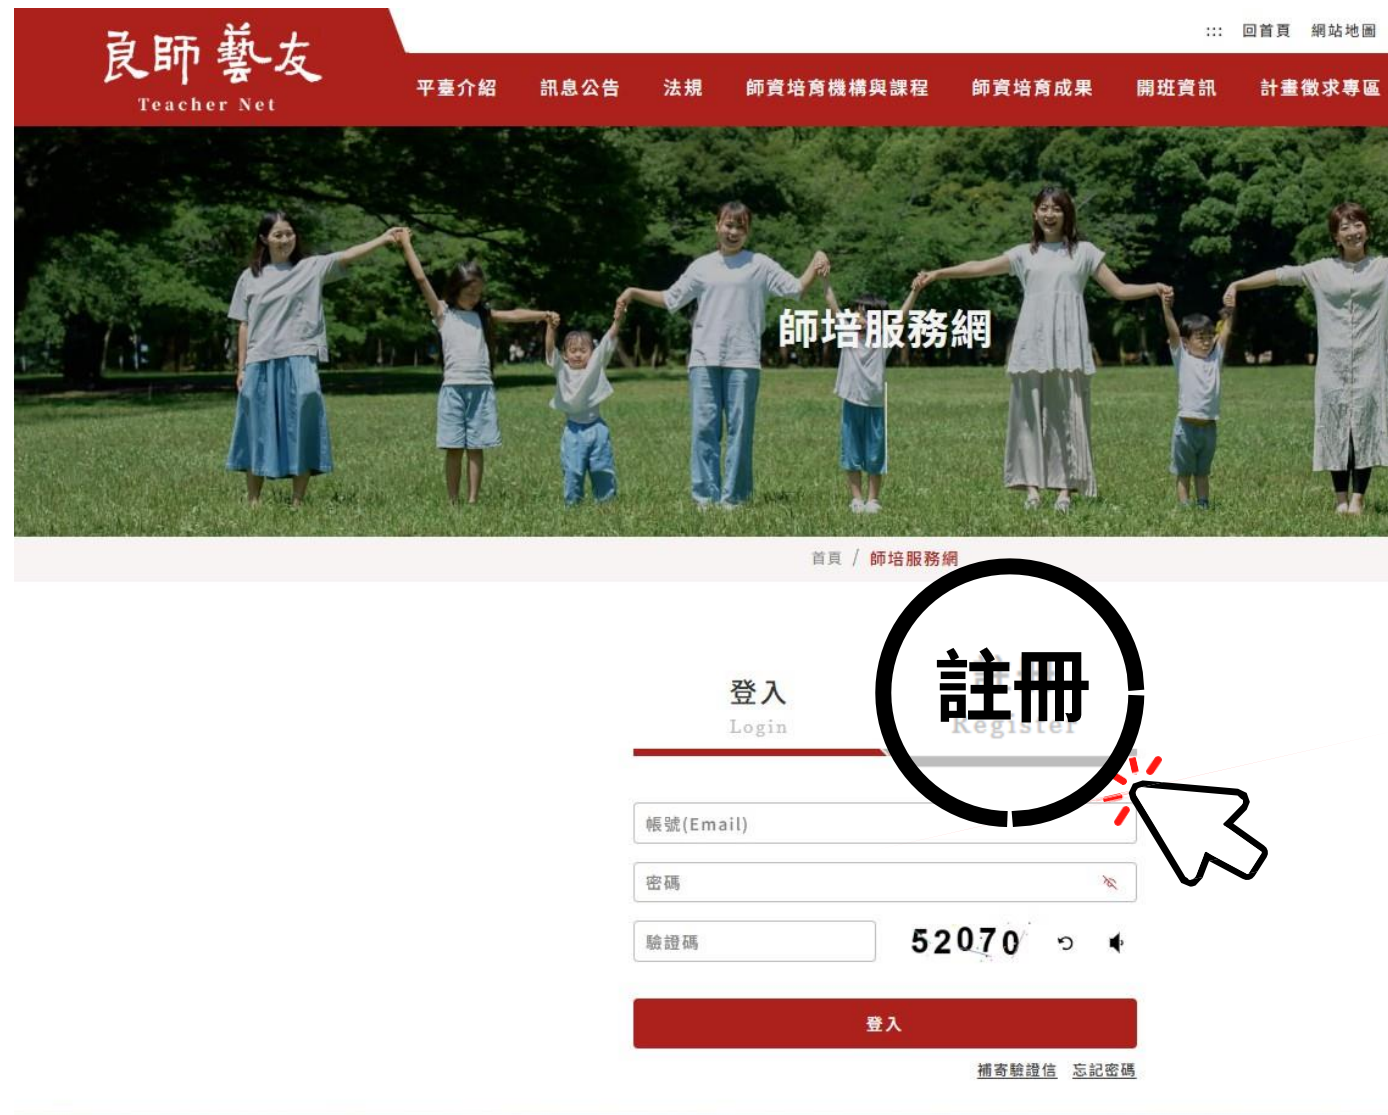 ::: 回首頁 網站地圖
良師藝友
Teacher Net
平臺介紹 訊息公告 法規 師資培育機構與課程 師資培育成果 開班資訊 計畫徵求專區
師培服務網
首頁 / 師培服務網
登入 註冊
Login Register
帳號(Email)
密碼
驗證碼 52070
登入
補寄驗證信 忘記密碼